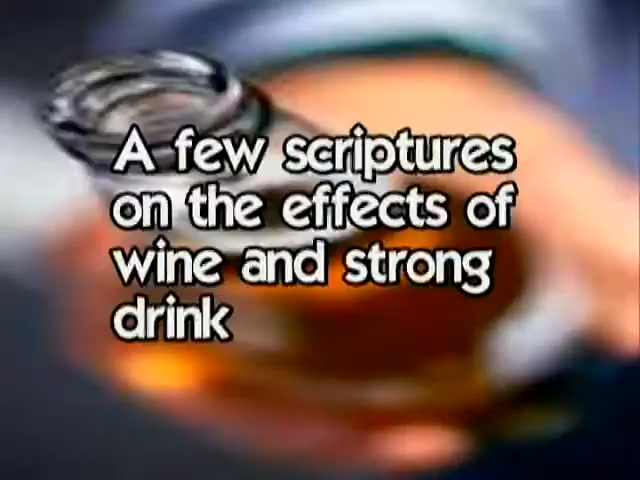 A few scriptures
on the effects of
wine and strong
drink